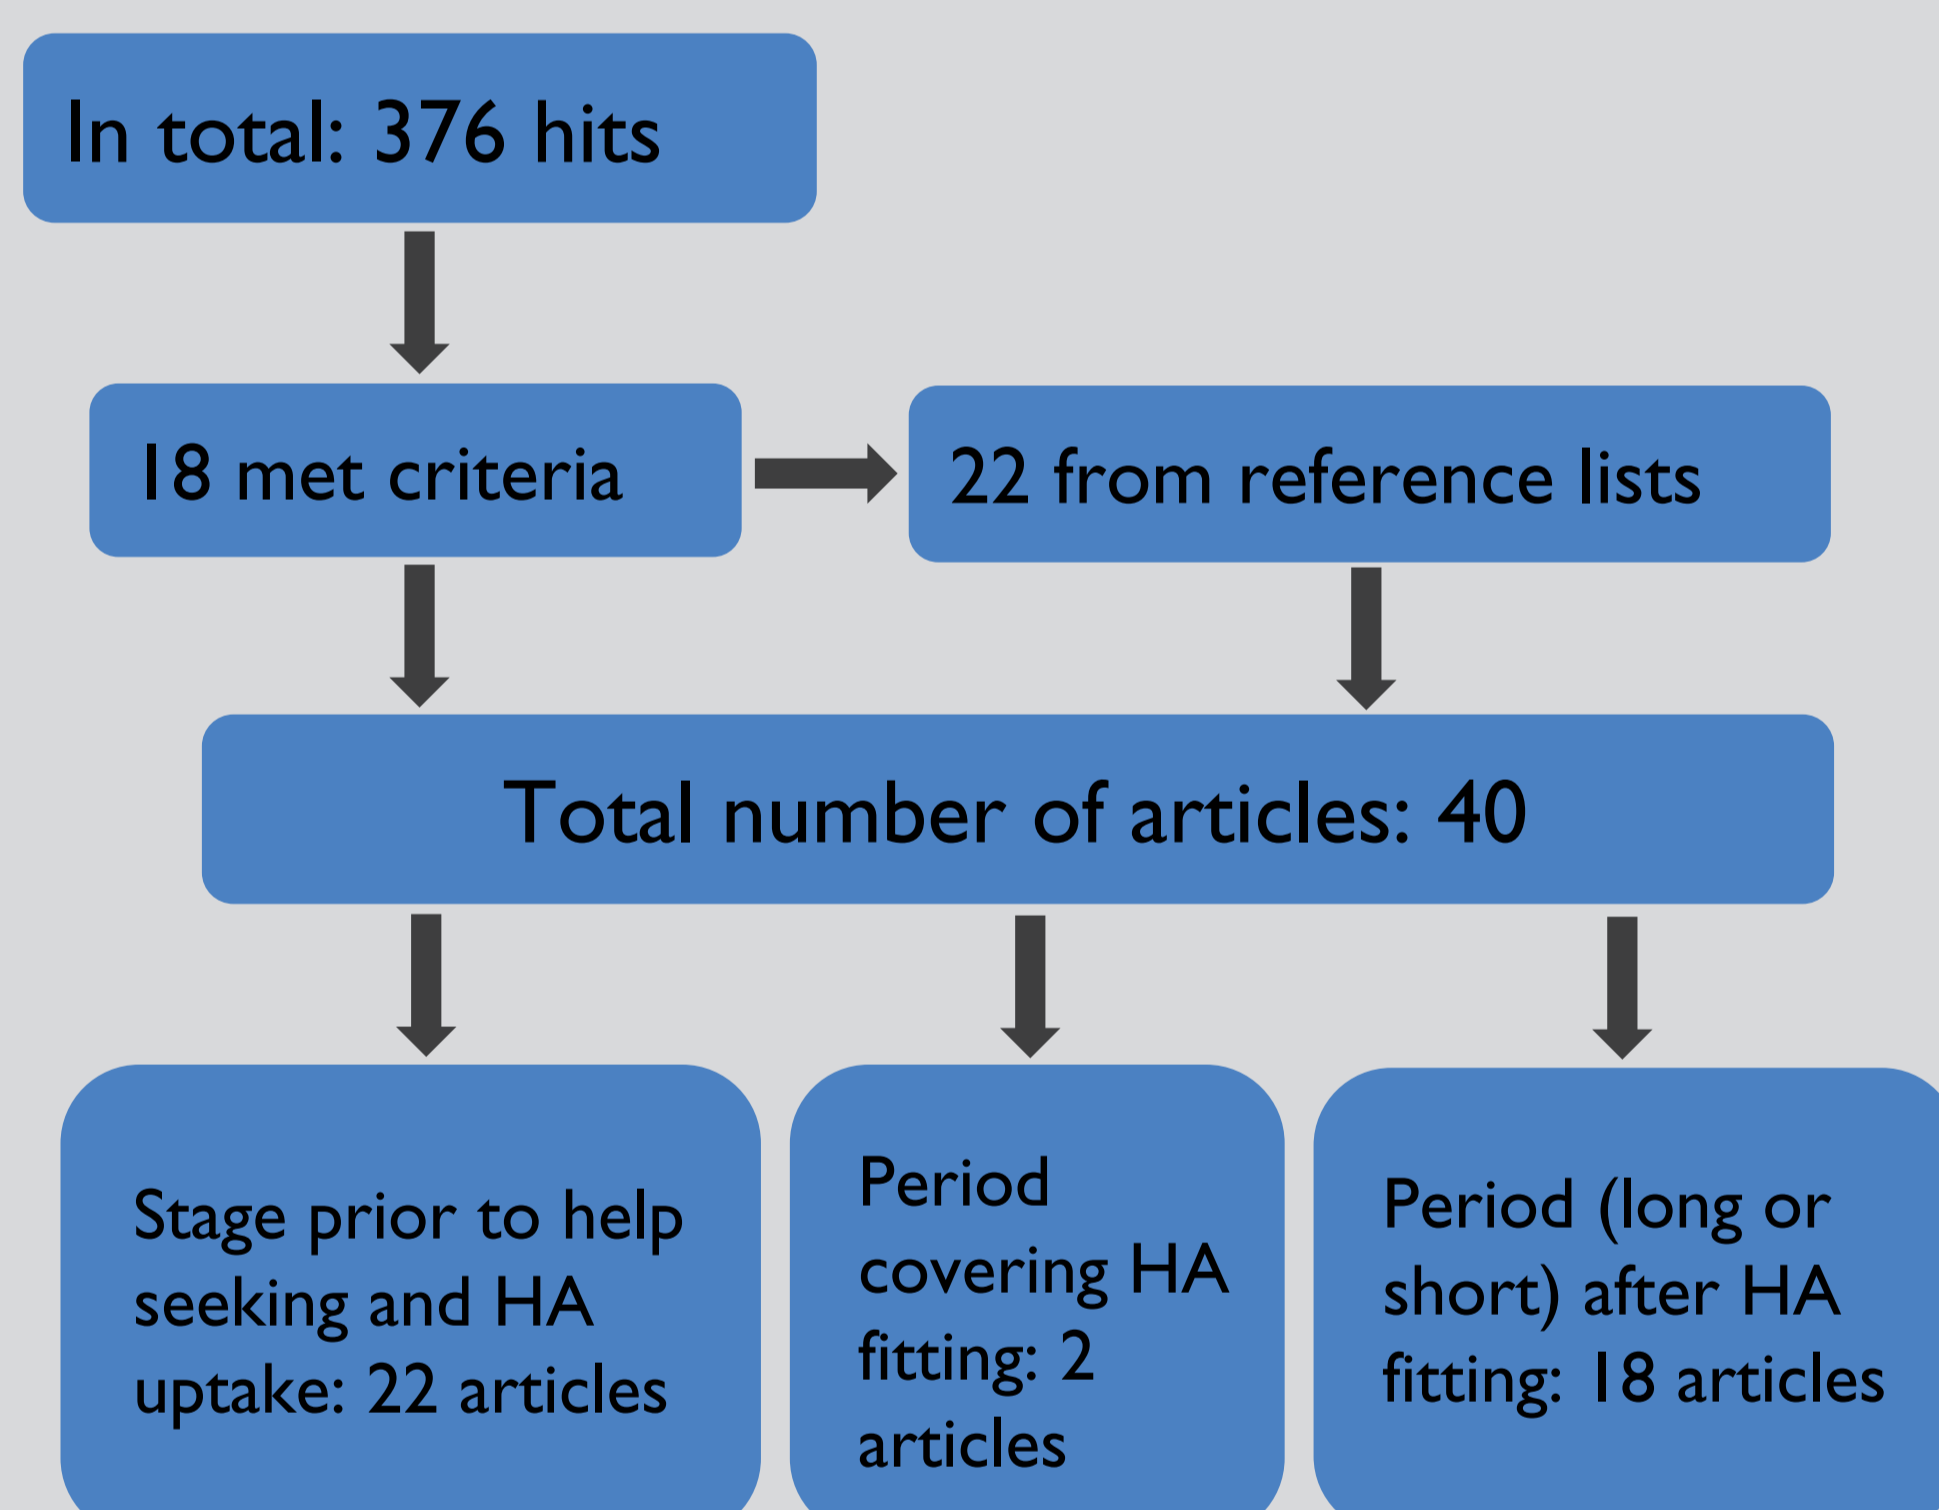 In total: 376 hits
18 met criteria
22 from reference lists
Total number of articles: 40
Stage prior to help
seeking and HA
uptake: 22 articles
Period
covering HA
fitting: 2
articles
Period (long or
short) after HA
fitting: 18 articles